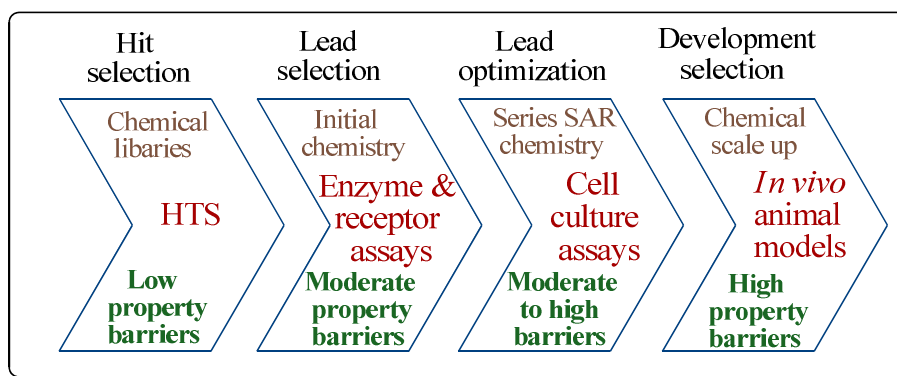 Hit
selection
Lead
selection
Lead
optimization
Development
selection
Chemical
libaries
HTS
Low
property
barriers
Initial
chemistry
Enzyme &
receptor
assays
Moderate
property
barriers
Series SAR
chemistry
Cell
culture
assays
Moderate
to high
barriers
Chemical
scale up
In vivo
animal
models
High
property
barriers